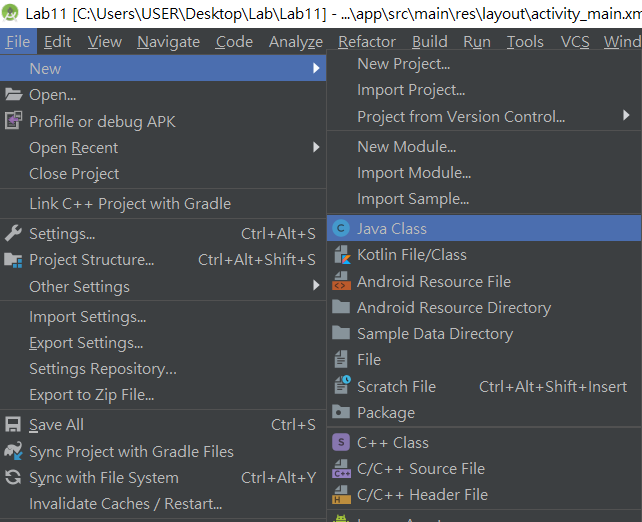 Lab11 [C:\Users\USER\Desktop\Lab\Lab11] - ...\app\src\main\res\layout\activity_main.xm
File Edit View Navigate Code Analyze Refactor Build Run Tools VCS Wind
New
Open...
Profile or debug APK
Open Recent
Close Project
Link C++ Project with Gradle
Settings... Ctrl+Alt+S
Project Structure... Ctrl+Alt+Shift+S
Other Settings
Import Settings...
Export Settings...
Settings Repository...
Export to Zip File...
Save All Ctrl+S
Sync Project with Gradle Files
Sync with File System Ctrl+Alt+Y
Invalidate Caches / Restart...
New Project...
Import Project...
Project from Version Control...
New Module...
Import Module...
Import Sample...
C Java Class
Kotlin File/Class
Android Resource File
Android Resource Directory
Sample Data Directory
File
Scratch File Ctrl+Alt+Shift+Insert
Package
S C++ Class
C++ C/C++ Source File
H C/C++ Header File